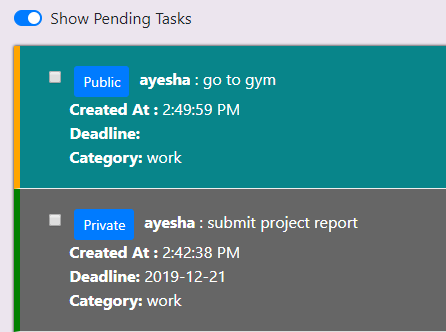 Show Pending Tasks
Public ayesha : go to gym
Created At : 2:49:59 PM
Deadline:
Category: work
Private ayesha : submit project report
Created At : 2:42:38 PM
Deadline: 2019-12-21
Category: work